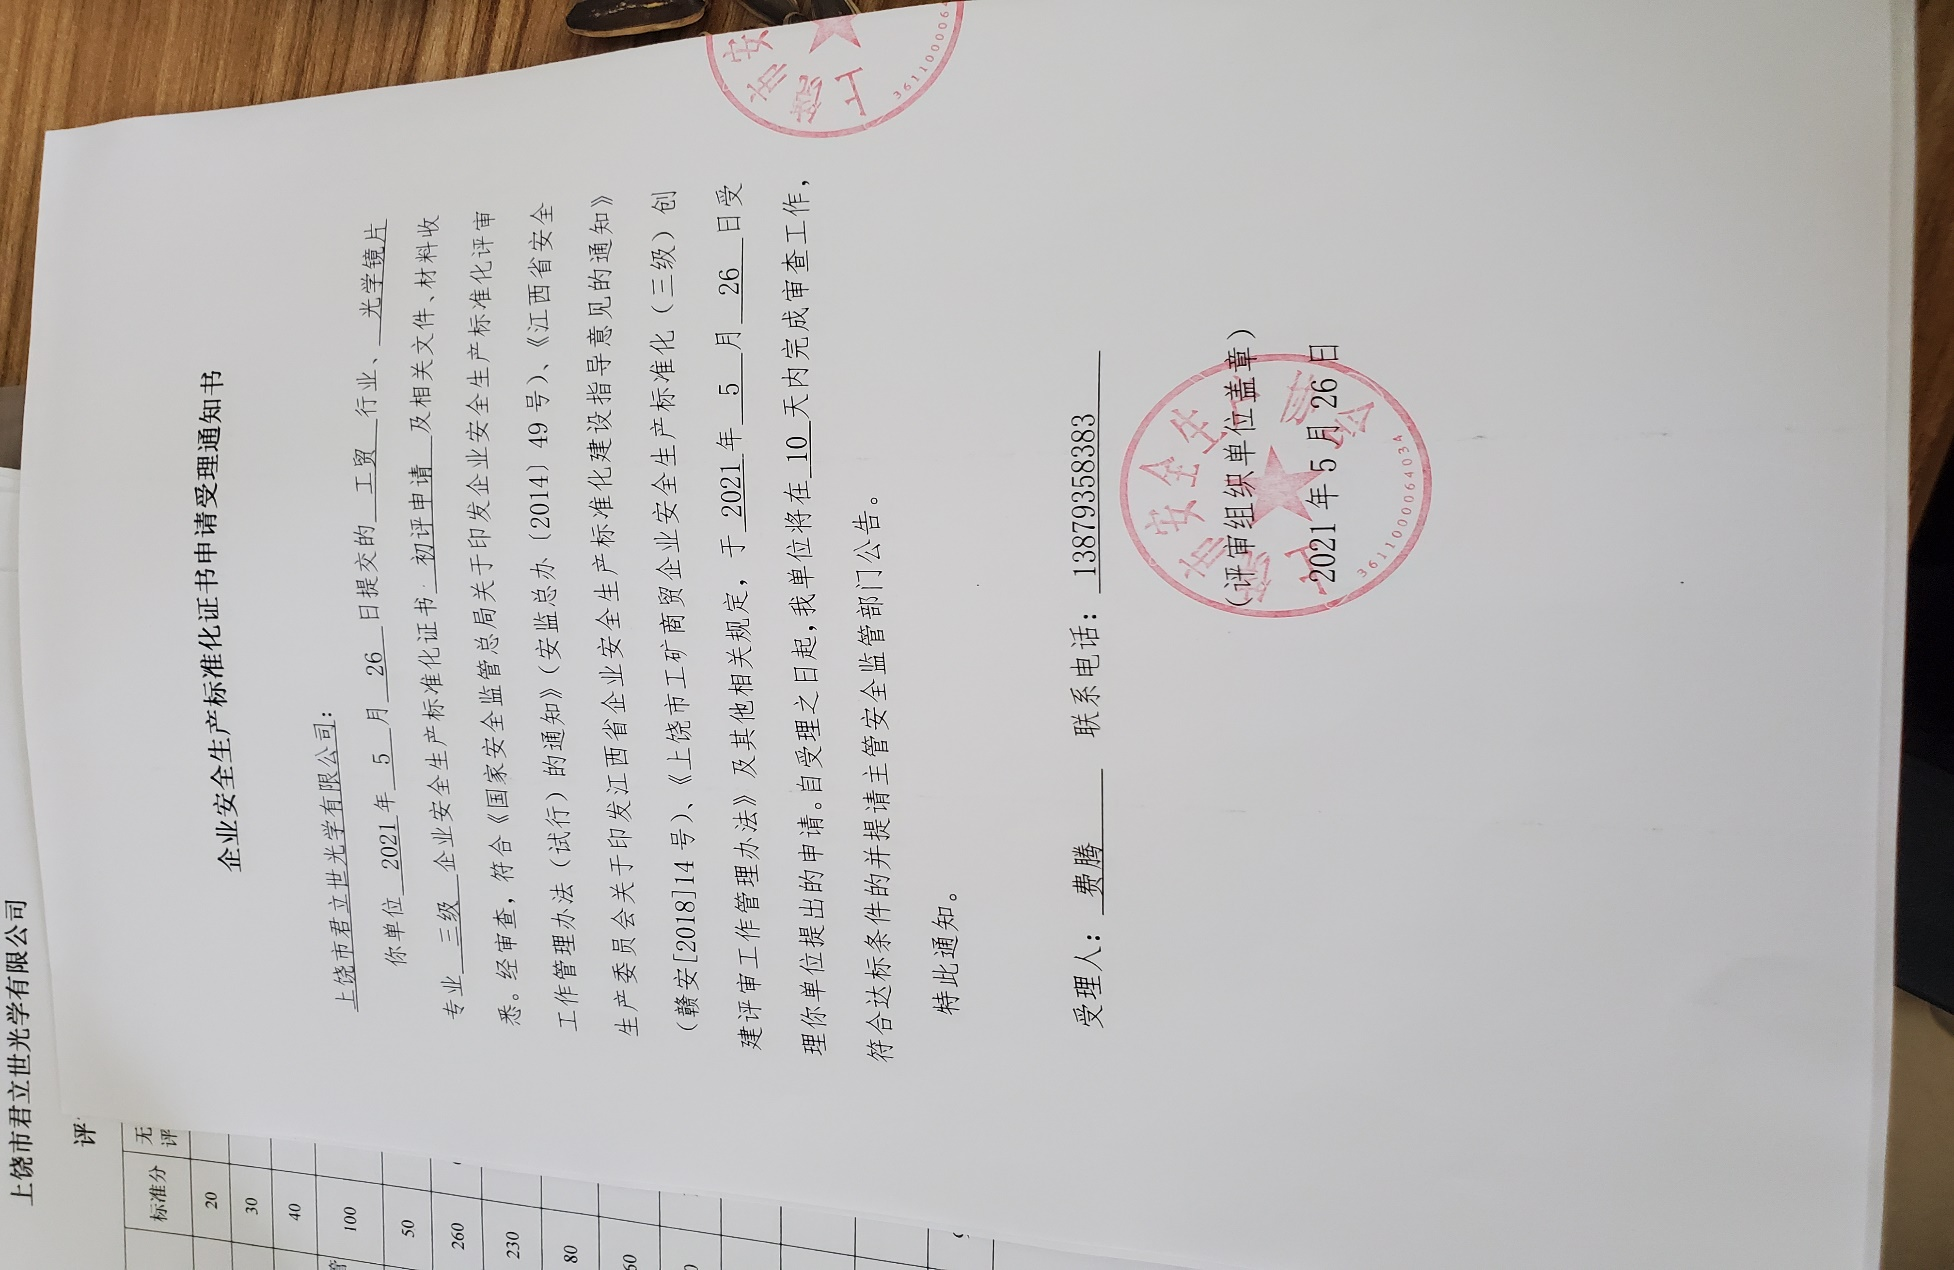 企业安全生产标准化证书申请受理通知书
上饶市君立世光学有限公司:
你单位 2021 年 5 月 26 日提交的 工贸 行业、 光学镜片
专业 三级 企业安全生产标准化证书 初评申请 及相关文件、材料收
悉。经审查，符合《国家安全监管总局关于印发企业安全生产标准化评审
工作管理办法（试行）的通知》（安监总办〔2014〕49 号）、《江西省安全
生产委员会关于印发江西省企业安全生产标准化建设指导意见的通知》
（赣安[2018]14 号）、《上饶市工矿商贸企业安全生产标准化（三级）创
建评审工作管理办法》及其他相关规定，于 2021 年 5 月 26 日受
理你单位提出的申请。自受理之日起，我单位将在 10 天内完成审查工作，
符合达标条件的并提请主管安全监管部门公告。
特此通知。
受理人： 费腾 联系电话： 13879358383
（评审组织单位盖章）
2021 年 5 月 26 日
3611000064034
36110000064
上饶市君立世光学有限公司
评
标准分 无
评
20
30
40
100
50
260
230
80
60